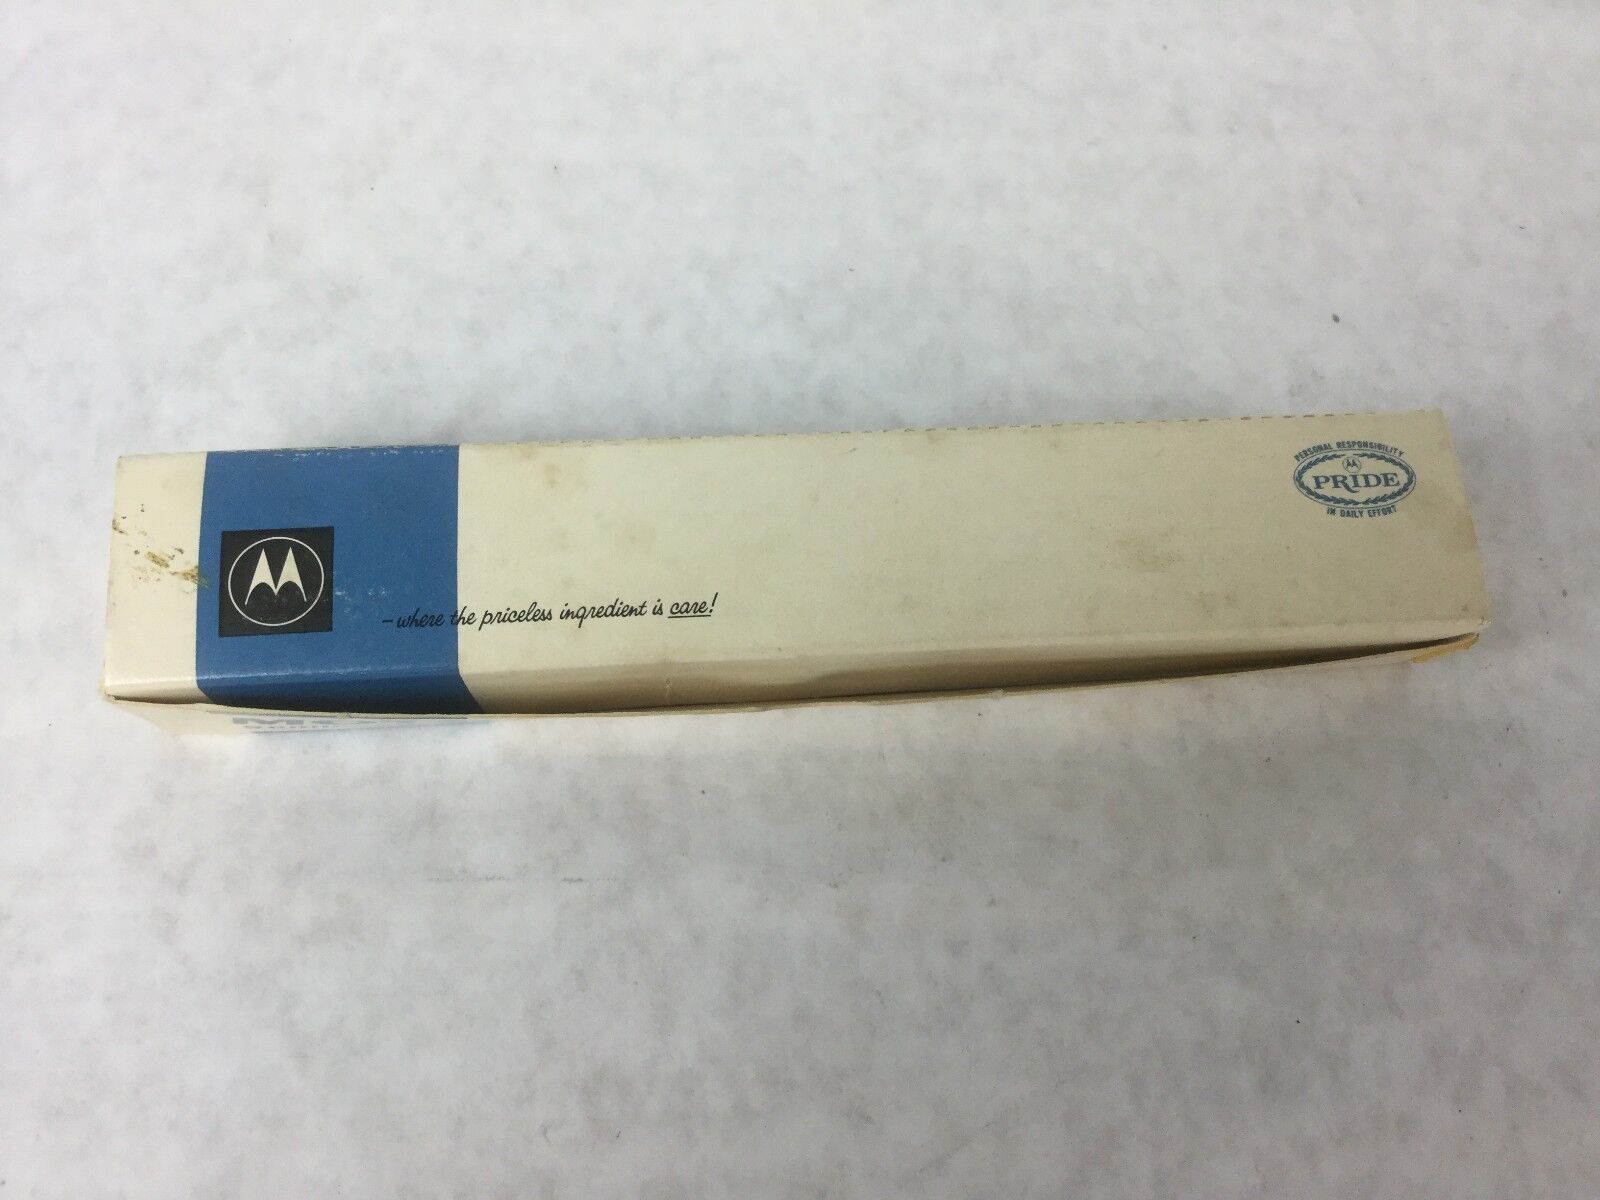 – where the priceless ingredient is care!
PERSONAL RESPONSIBILITY
PRIDE
IN DAILY EFFORT